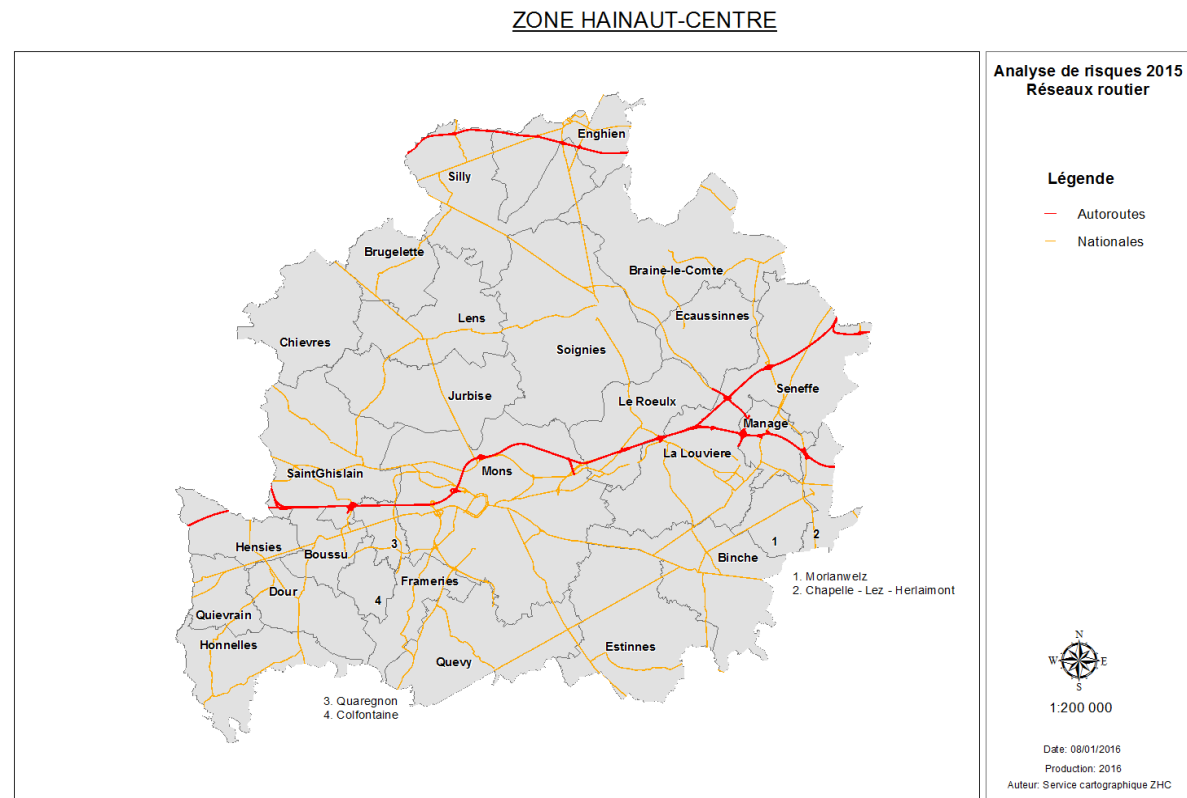 ZONE HAINAUT-CENTRE
Analyse de risques 2015
Réseaux routier
Légende
Autoroutes
Nationales
Enghien
Silly
Brugelette
Braine-le-Comte
Ecaussinnes
Lens
Chievres
Soignies
Seneffe
Jurbise
Le Roeulx
Manage
La Louviere
Mons
SaintGhislain
Hensies
Boussu
3
1
2
Binche
Frameries
Dour
4
Quievrain
Honnelles
Quevy
Estinnes
1. Morlanwelz
2. Chapelle - Lez - Herlaimont
3. Quaregnon
4. Colfontaine
N
W
E
S
1:200 000
Date: 08/01/2016
Production: 2016
Auteur: Service cartographique ZHC